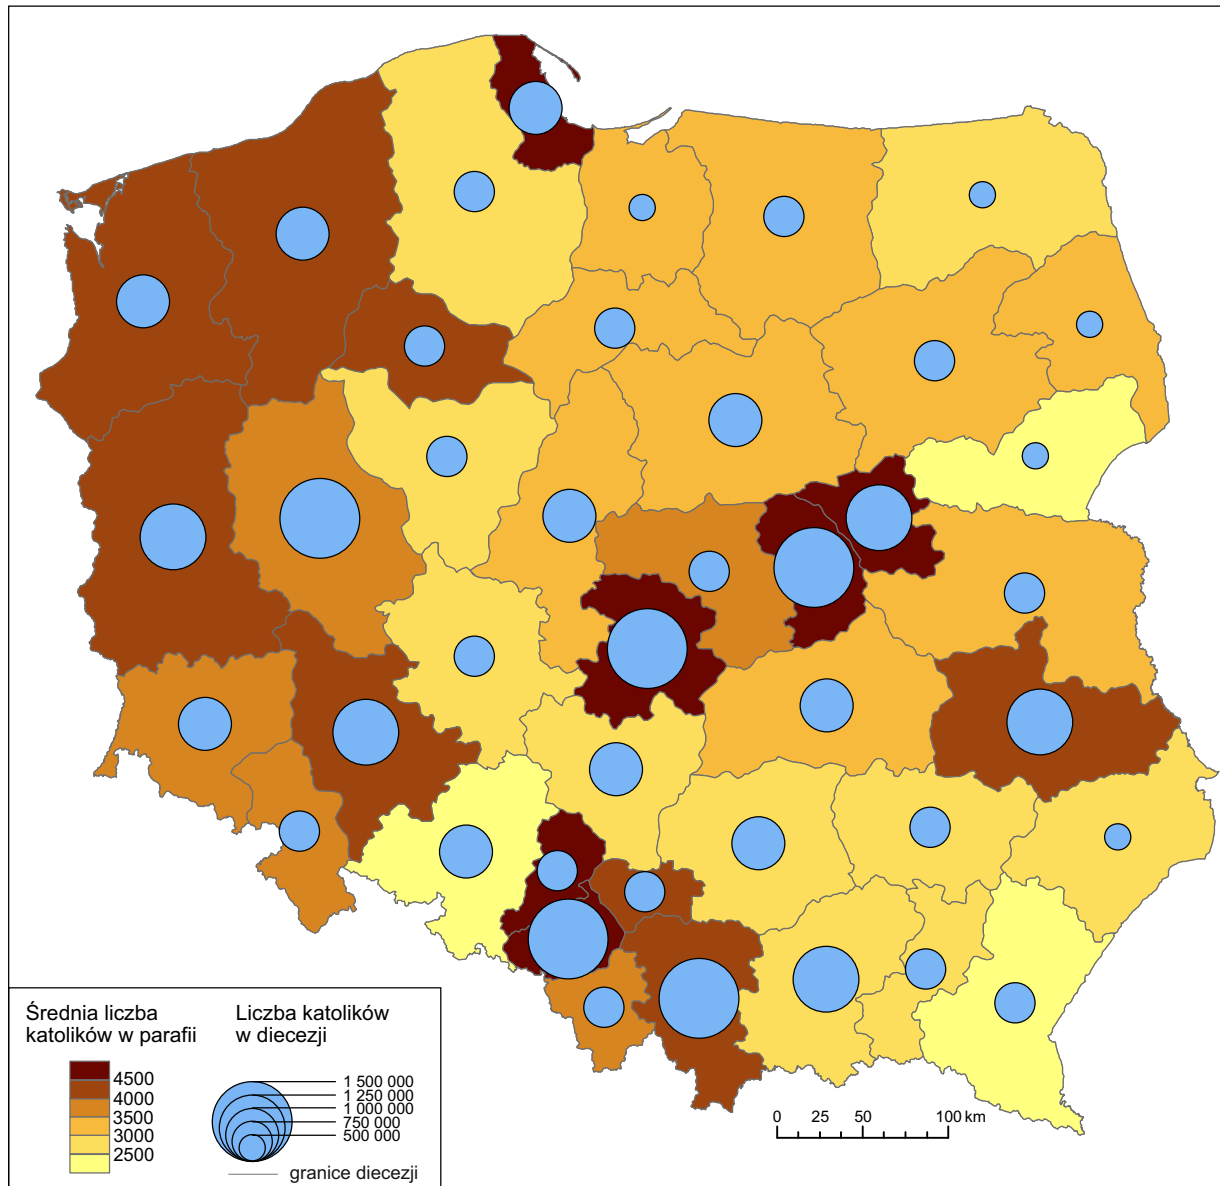 Średnia liczba
katolików w parafii
4500
4000
3500
3000
2500
Liczba katolików
w diecezji
1 500 000
1 250 000
1 000 000
750 000
500 000
granice diecezji
0 25 50 100 km